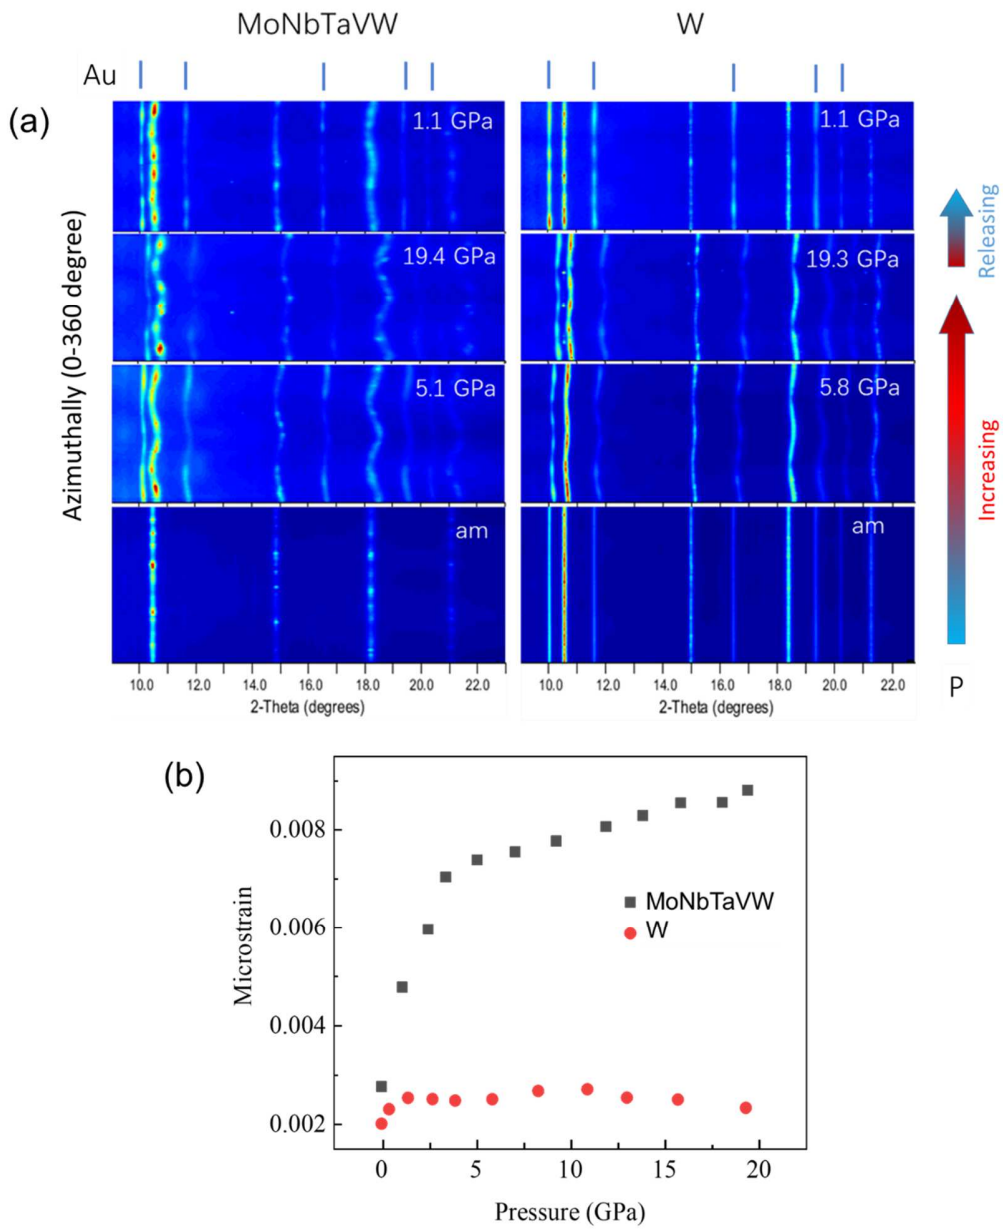 MoNbTaVW W
Au
(a)
1.1 GPa 1.1 GPa
19.4 GPa 19.3 GPa
5.1 GPa 5.8 GPa
am am
Azimuthally (0-360 degree)
Releasing
Increasing
P
10.0 12.0 14.0 16.0 18.0 20.0 22.0 10.0 12.0 14.0 16.0 18.0 20.0 22.0
2-Theta (degrees) 2-Theta (degrees)
(b)
0.008
0.006
0.004
0.002
Microstrain
MoNbTaVW
W
0 5 10 15 20
Pressure (GPa)